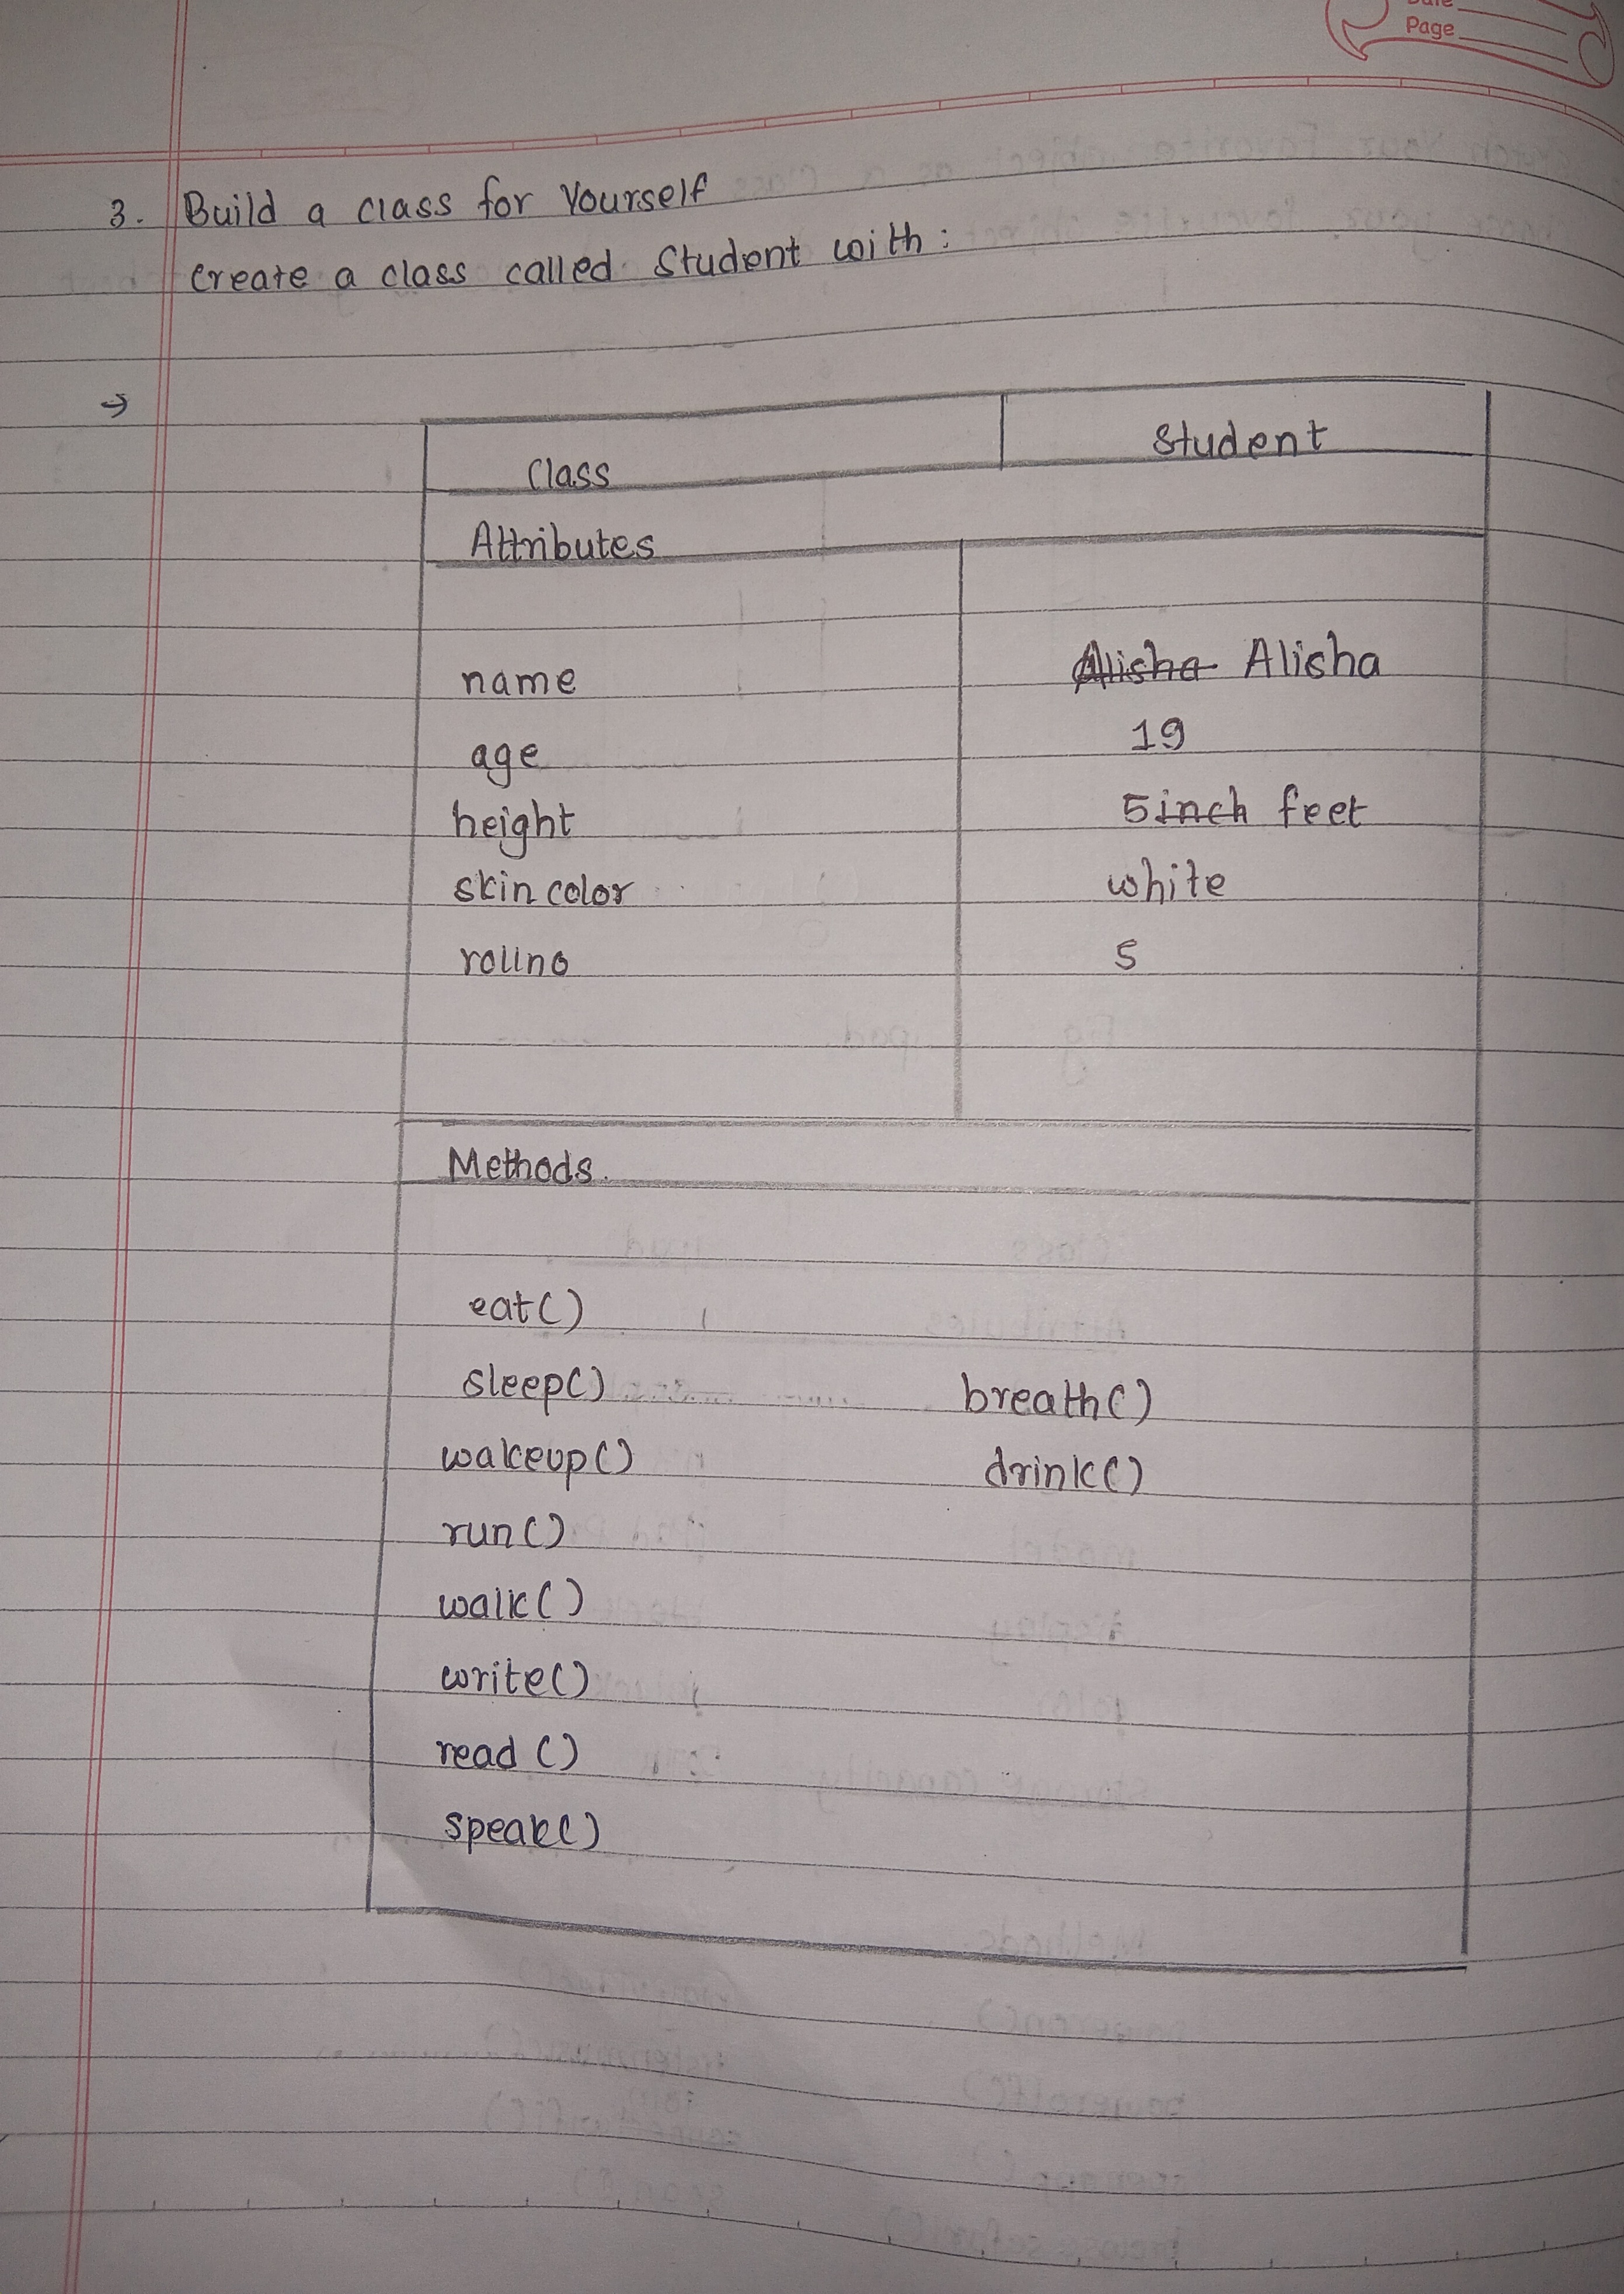 Date
Page
3. Build a class for Yourself
Create a class called Student with:
→
Class Student
Attributes
name Alisha Alisha
age 19
height 5 inch feet
skin color white
rollno 5
Methods.
eat()
sleep() breath()
wakeup() drink()
run()
walk()
write()
read ()
speak()